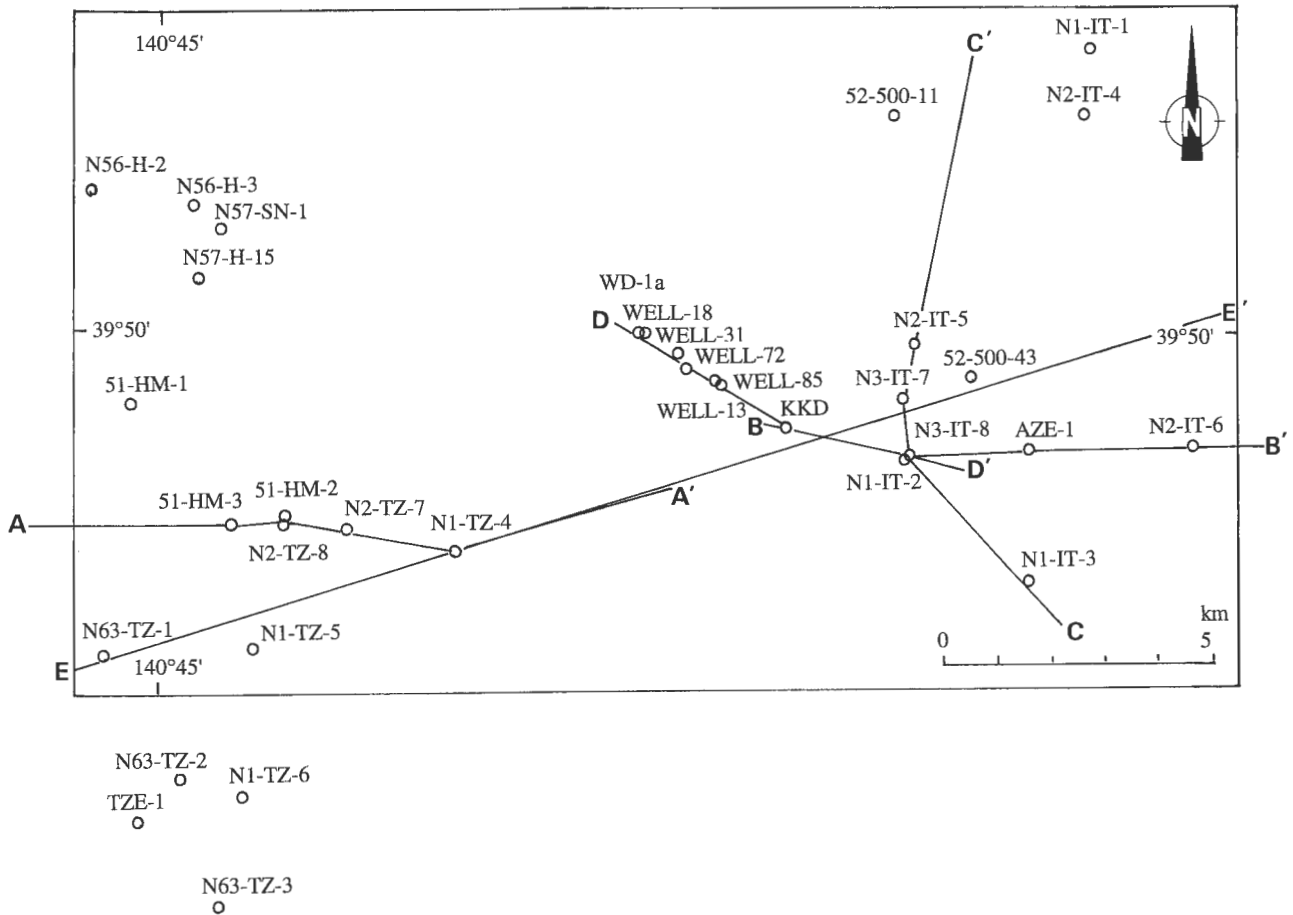 140°45'
C'
N1-IT-1
52-500-11
N2-IT-4
N
N56-H-2
N56-H-3
N57-SN-1
N57-H-15
WD-1a
D
WELL-18
E'
39°50'
WELL-31
N2-IT-5
39°50'
WELL-72
52-500-43
51-HM-1
WELL-85
N3-IT-7
WELL-13
KKD
B
N3-IT-8
AZE-1
N2-IT-6
B'
D'
N1-IT-2
51-HM-3
51-HM-2
A'
A
N2-TZ-7
N1-TZ-4
N2-TZ-8
N1-IT-3
km
C
0
5
N63-TZ-1
N1-TZ-5
E
140°45'
N63-TZ-2
N1-TZ-6
TZE-1
N63-TZ-3